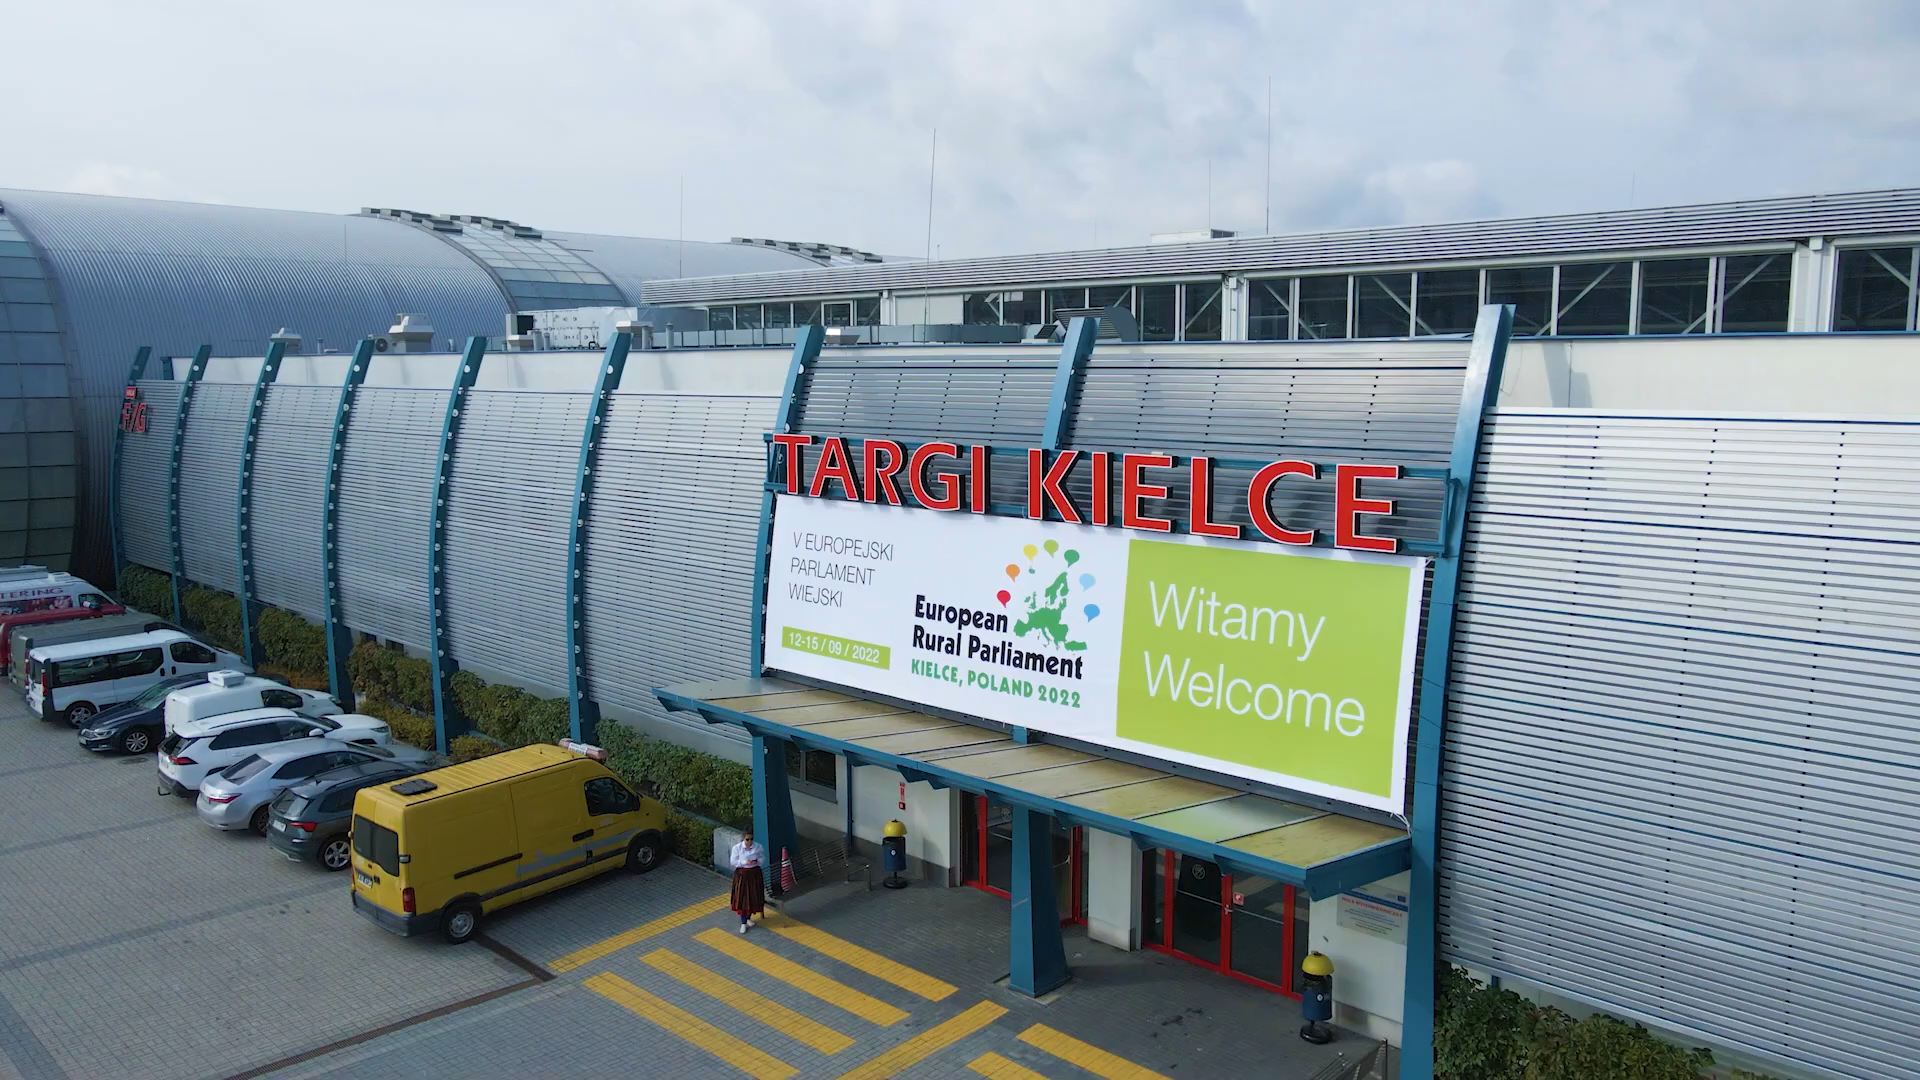 F/G
TARGI KIELCE
V EUROPEJSKI
PARLAMENT
WIEJSKI
12-15 / 09 / 2022
European
Rural Parliament
KIELCE, POLAND 2022
Witamy
Welcome